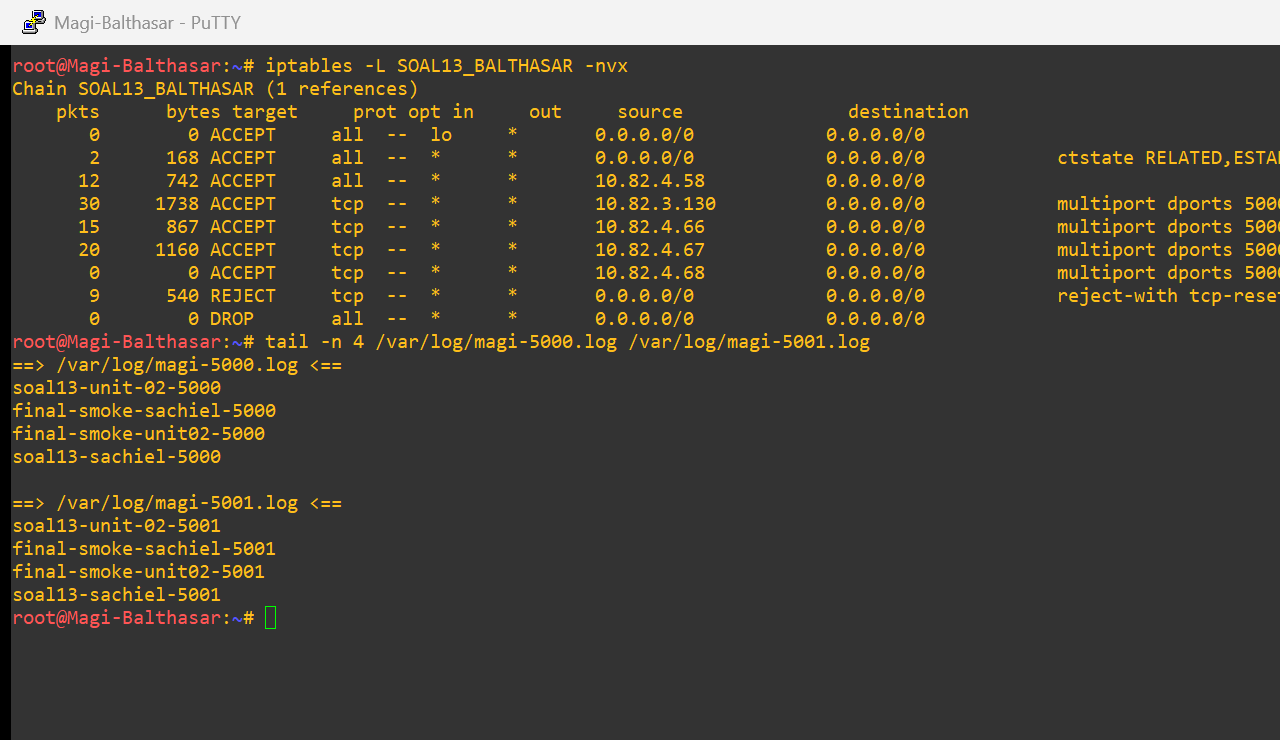 Magi-Balthasar - PuTTY
root@Magi-Balthasar:~# iptables -L SOAL13_BALTHASAR -nvx
Chain SOAL13_BALTHASAR (1 references)
    pkts      bytes target     prot opt in     out     source               destination
       0        0 ACCEPT     all  --  lo     *       0.0.0.0/0            0.0.0.0/0
       2      168 ACCEPT     all  --  *      *       0.0.0.0/0            0.0.0.0/0            ctstate RELATED,ESTA
      12      742 ACCEPT     all  --  *      *       10.82.4.58           0.0.0.0/0
      30     1738 ACCEPT     tcp  --  *      *       10.82.3.130          0.0.0.0/0            multiport dports 500
      15      867 ACCEPT     tcp  --  *      *       10.82.4.66           0.0.0.0/0            multiport dports 500
      20     1160 ACCEPT     tcp  --  *      *       10.82.4.67           0.0.0.0/0            multiport dports 500
       0        0 ACCEPT     tcp  --  *      *       10.82.4.68           0.0.0.0/0            multiport dports 500
       9      540 REJECT     tcp  --  *      *       0.0.0.0/0            0.0.0.0/0            reject-with tcp-rese
       0        0 DROP       all  --  *      *       0.0.0.0/0            0.0.0.0/0
root@Magi-Balthasar:~# tail -n 4 /var/log/magi-5000.log /var/log/magi-5001.log
==> /var/log/magi-5000.log <==
soal13-unit-02-5000
final-smoke-sachiel-5000
final-smoke-unit02-5000
soal13-sachiel-5000

==> /var/log/magi-5001.log <==
soal13-unit-02-5001
final-smoke-sachiel-5001
final-smoke-unit02-5001
soal13-sachiel-5001
root@Magi-Balthasar:~#